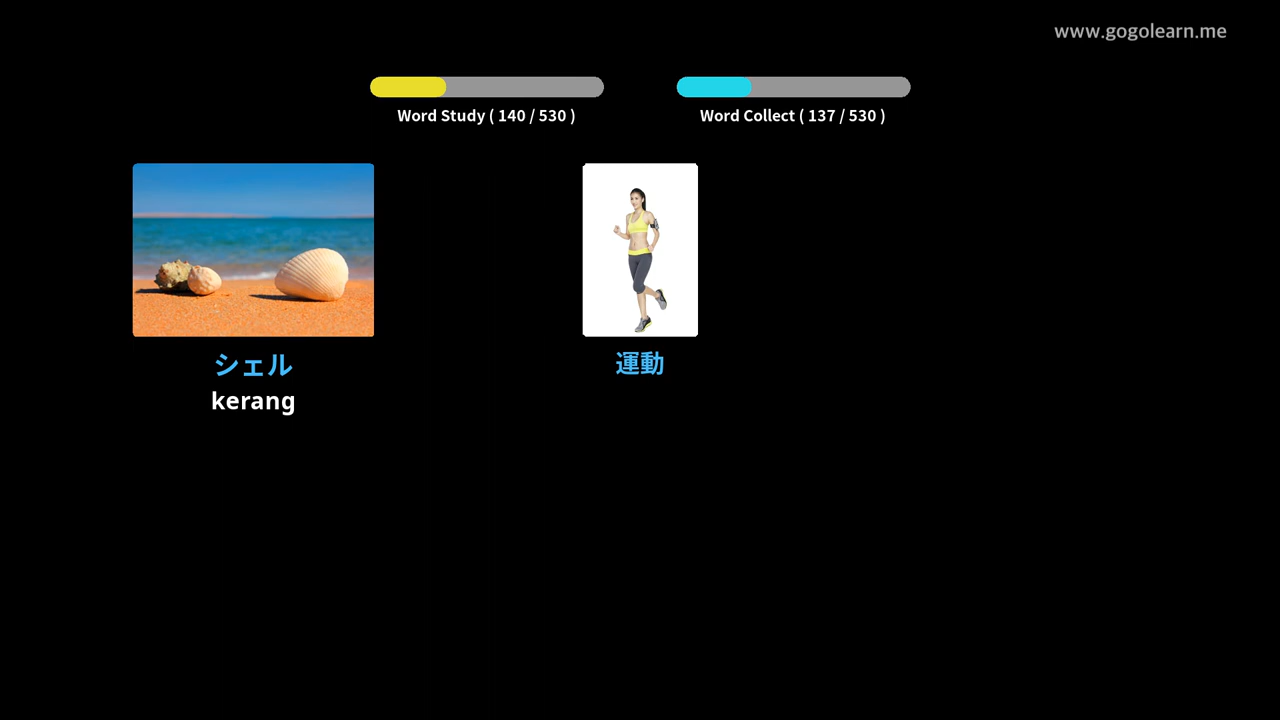 www.gogolearn.me
Word Study ( 140 / 530 )
Word Collect ( 137 / 530 )
シェル
kerang
運動